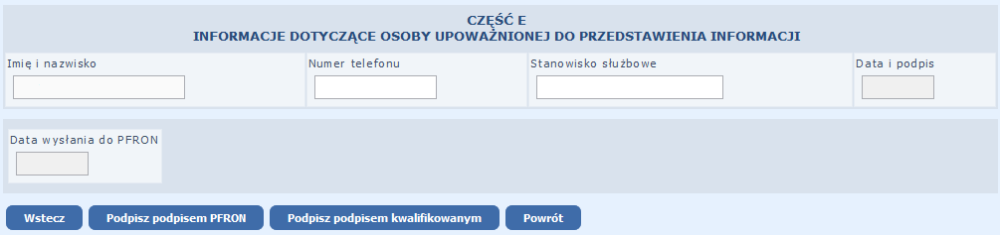 CZĘŚĆ E
INFORMACJE DOTYCZĄCE OSOBY UPOWAŻNIONEJ DO PRZEDSTAWIENIA INFORMACJI
Imię i nazwisko
Numer telefonu
Stanowisko służbowe
Data i podpis
Data wysłania do PFRON
Wstecz
Podpisz podpisem PFRON
Podpisz podpisem kwalifikowanym
Powrót